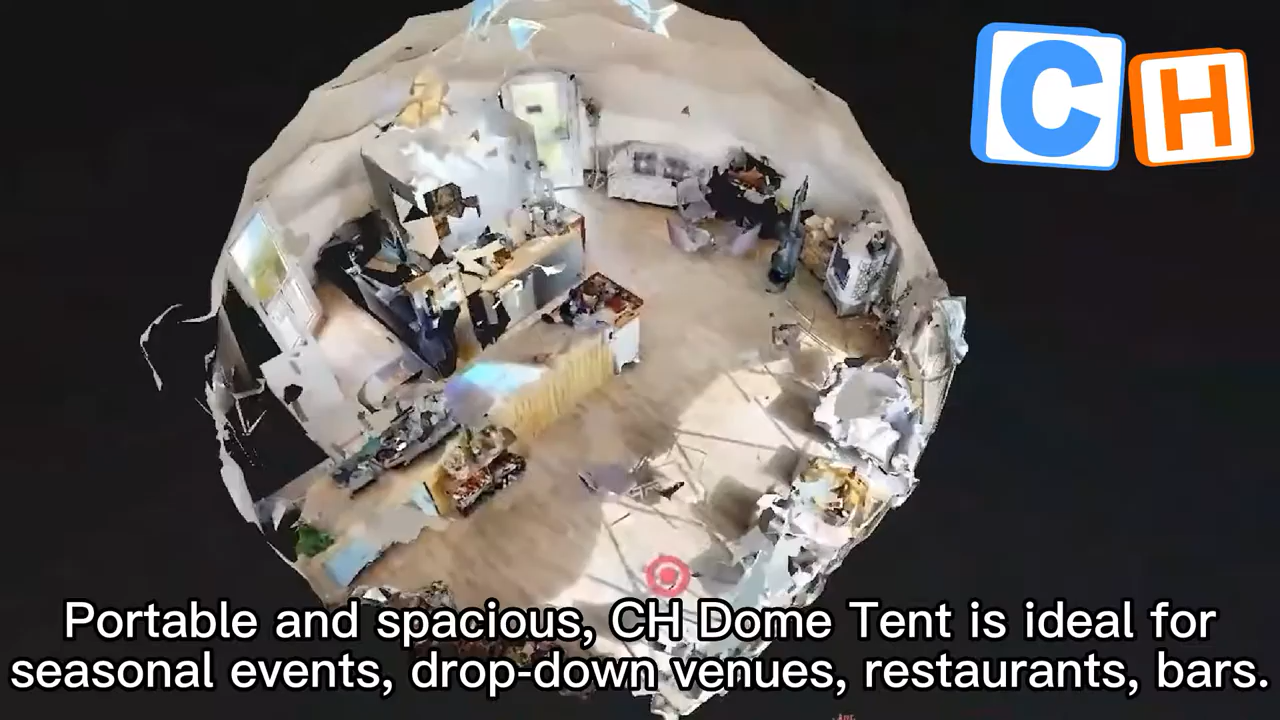 CH
Portable and spacious, CH Dome Tent is ideal for
seasonal events, drop-down venues, restaurants, bars.